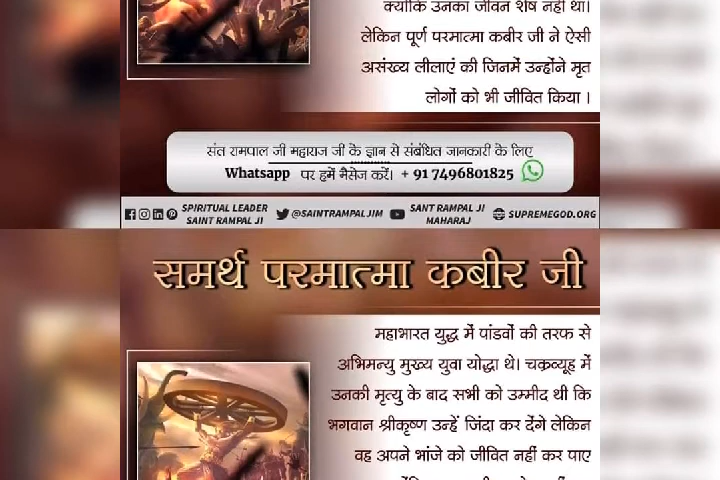 क्योंकि उनका जीवन शेष नहीं था।
लेकिन पूर्ण परमात्मा कबीर जी ने ऐसी
असंख्य लीलाएं की जिनमें उन्होंने मृत
लोगों को भी जीवित किया ।
संत रामपाल जी महाराज जी के ज्ञान से संबंधित जानकारी के लिए
Whatsapp पर हमें मैसेज करें। + 91 7496801825
SPIRITUAL LEADER SAINT RAMPAL JI @SAINTRAMPALJIM SANT RAMPAL JI MAHARAJ SUPREMEGOD.ORG
समर्थ परमात्मा कबीर जी
महाभारत युद्ध में पांडवों की तरफ से
अभिमन्यु मुख्य युवा योद्धा थे। चक्रव्यूह में
उनकी मृत्यु के बाद सभी को उम्मीद थी कि
भगवान श्रीकृष्ण उन्हें जिंदा कर देंगे लेकिन
वह अपने भांजे को जीवित नहीं कर पाए